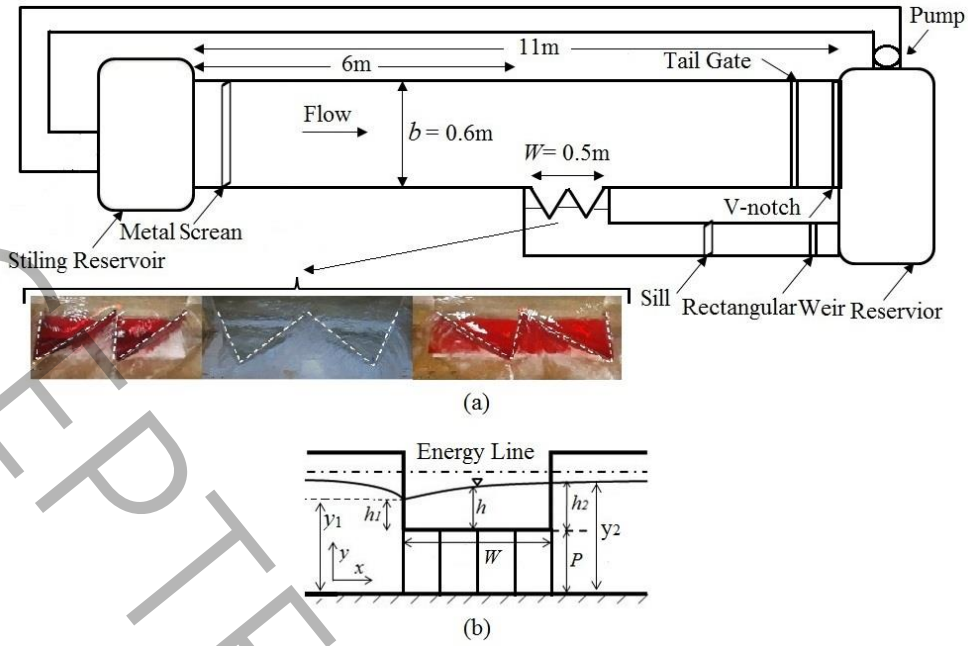 Pump
11m
6m
Tail Gate
Flow
b = 0.6m
W= 0.5m
V-notch
Metal Screan
Stiling Reservoir
Sill
Rectangular Weir
Reservior
(a)
Energy Line
h1
h
h2
y1
y2
y
x
W
P
(b)
CEPTE